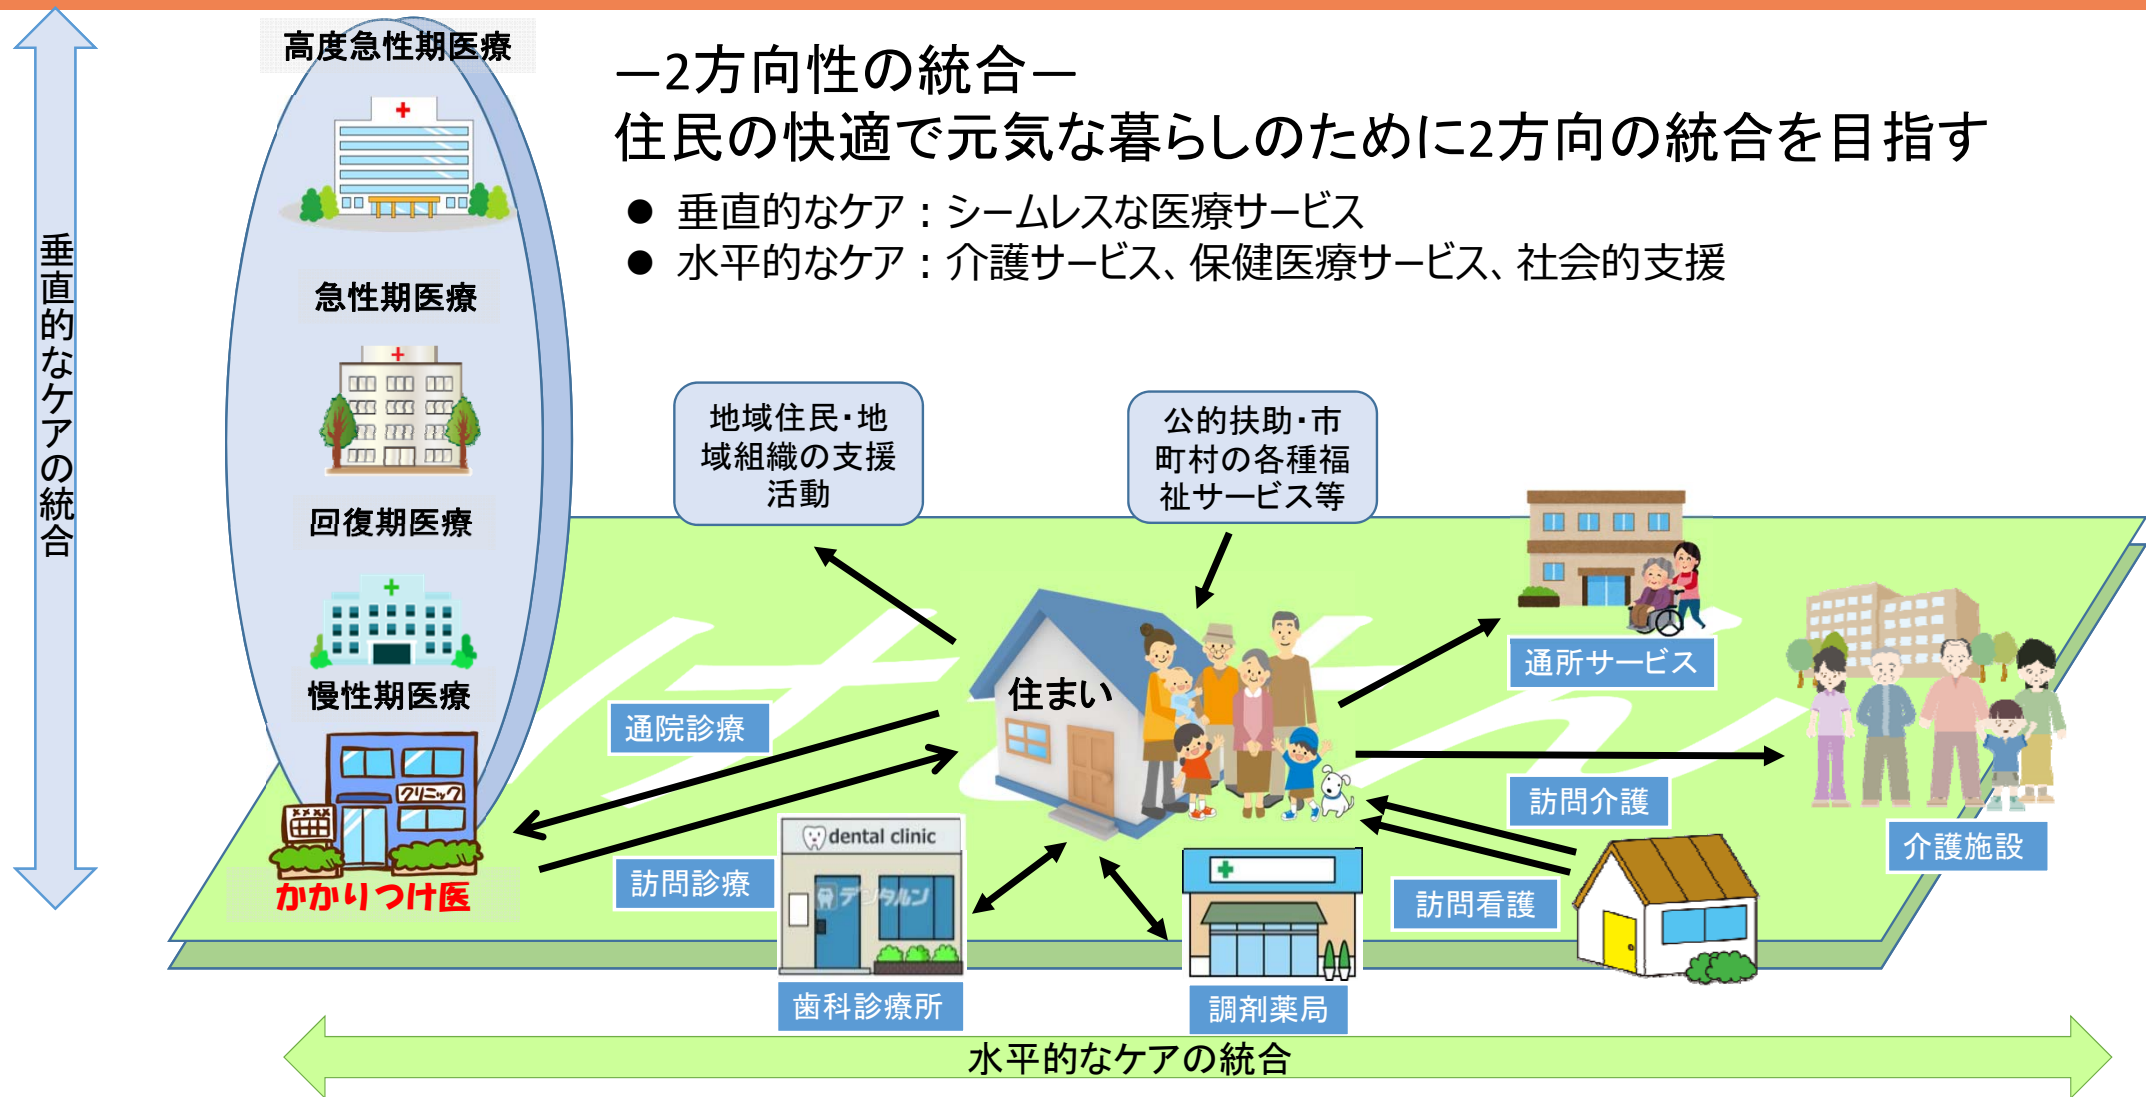 高度急性期医療
―2方向性の統合―
住民の快適で元気な暮らしのために2方向の統合を目指す
● 垂直的なケア：シームレスな医療サービス
● 水平的なケア：介護サービス、保健医療サービス、社会的支援
垂直的なケアの統合
急性期医療
回復期医療
慢性期医療
クリニック
かかりつけ医
地域住民・地
域組織の支援
活動
公的扶助・市
町村の各種福
祉サービス等
住まい
通所サービス
通院診療
訪問介護
介護施設
訪問診療
訪問看護
dental clinic
歯科診療所
調剤薬局
水平的なケアの統合